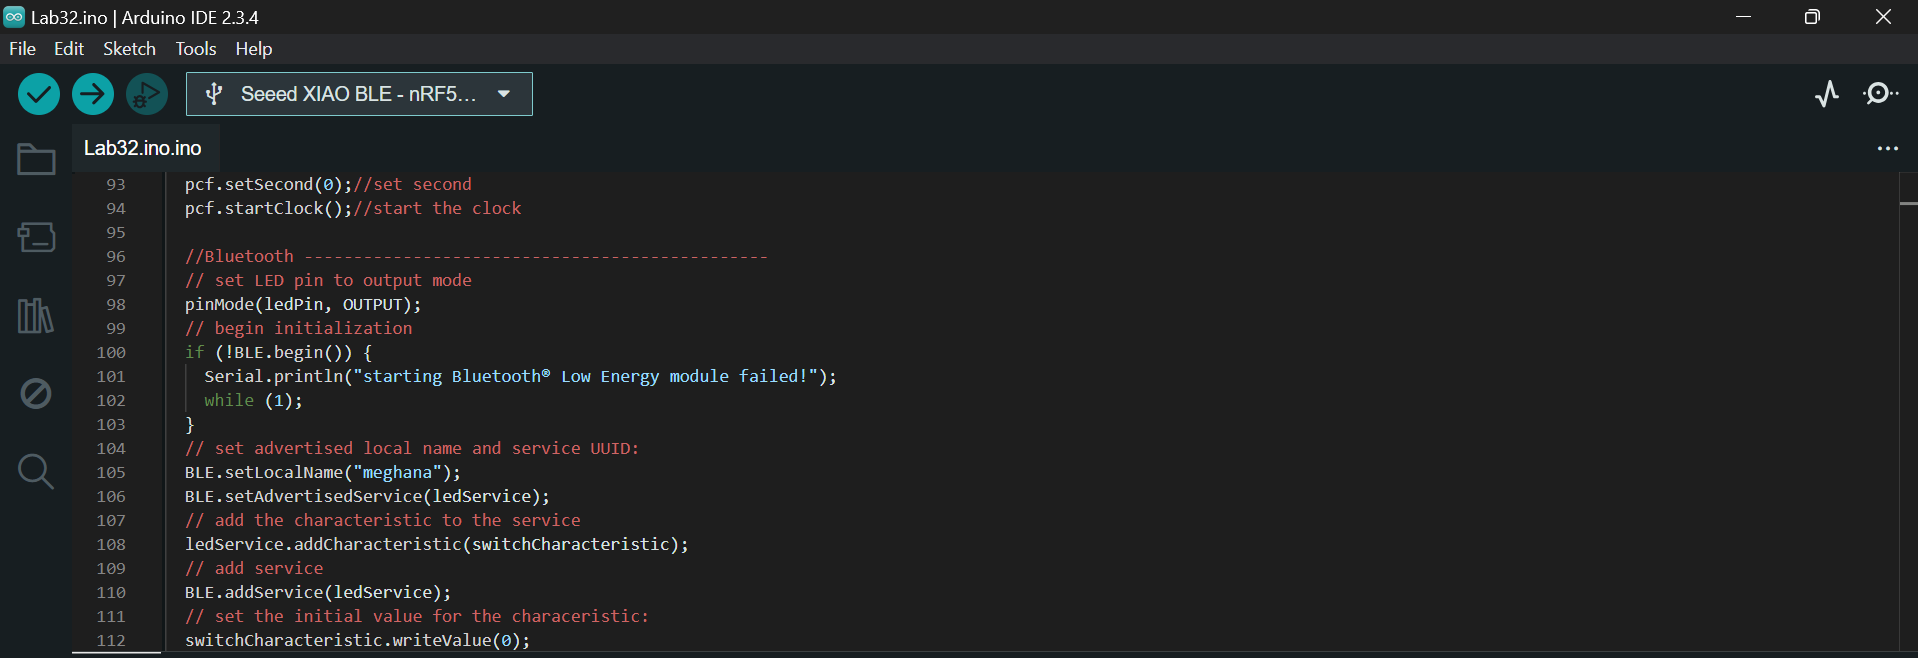 Lab32.ino | Arduino IDE 2.3.4
File Edit Sketch Tools Help
Seeed XIAO BLE - nRF5...
Lab32.ino.ino
93 pcf.setSecond(0);//set second
94 pcf.startClock();//start the clock
95
96 //Bluetooth -----------------------------------------------
97 // set LED pin to output mode
98 pinMode(ledPin, OUTPUT);
99 // begin initialization
100 if (!BLE.begin()) {
101 Serial.println("starting Bluetooth® Low Energy module failed!");
102 while (1);
103 }
104 // set advertised local name and service UUID:
105 BLE.setLocalName("meghana");
106 BLE.setAdvertisedService(ledService);
107 // add the characteristic to the service
108 ledService.addCharacteristic(switchCharacteristic);
109 // add service
110 BLE.addService(ledService);
111 // set the initial value for the characeristic:
112 switchCharacteristic.writeValue(0);